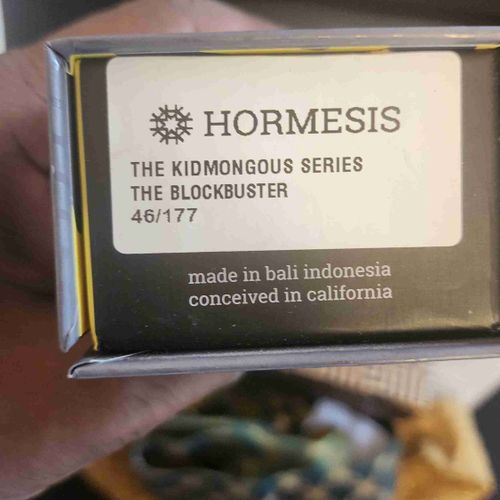 HORMESIS
THE KIDMONGOUS SERIES
THE BLOCKBUSTER
46/177
made in bali indonesia
conceived in california